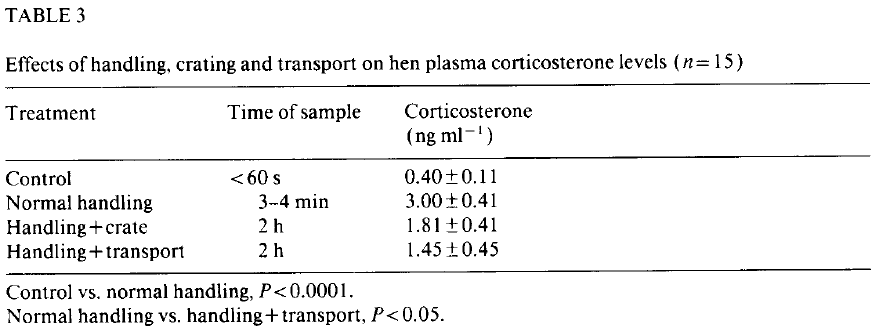 TABLE 3
Effects of handling, crating and transport on hen plasma corticosterone levels (n=15)
Treatment Time of sample Corticosterone
(ng ml⁻¹)
Control <60 s 0.40±0.11
Normal handling 3–4 min 3.00±0.41
Handling+crate 2 h 1.81±0.41
Handling+transport 2 h 1.45±0.45
Control vs. normal handling, P<0.0001.
Normal handling vs. handling+transport, P<0.05.